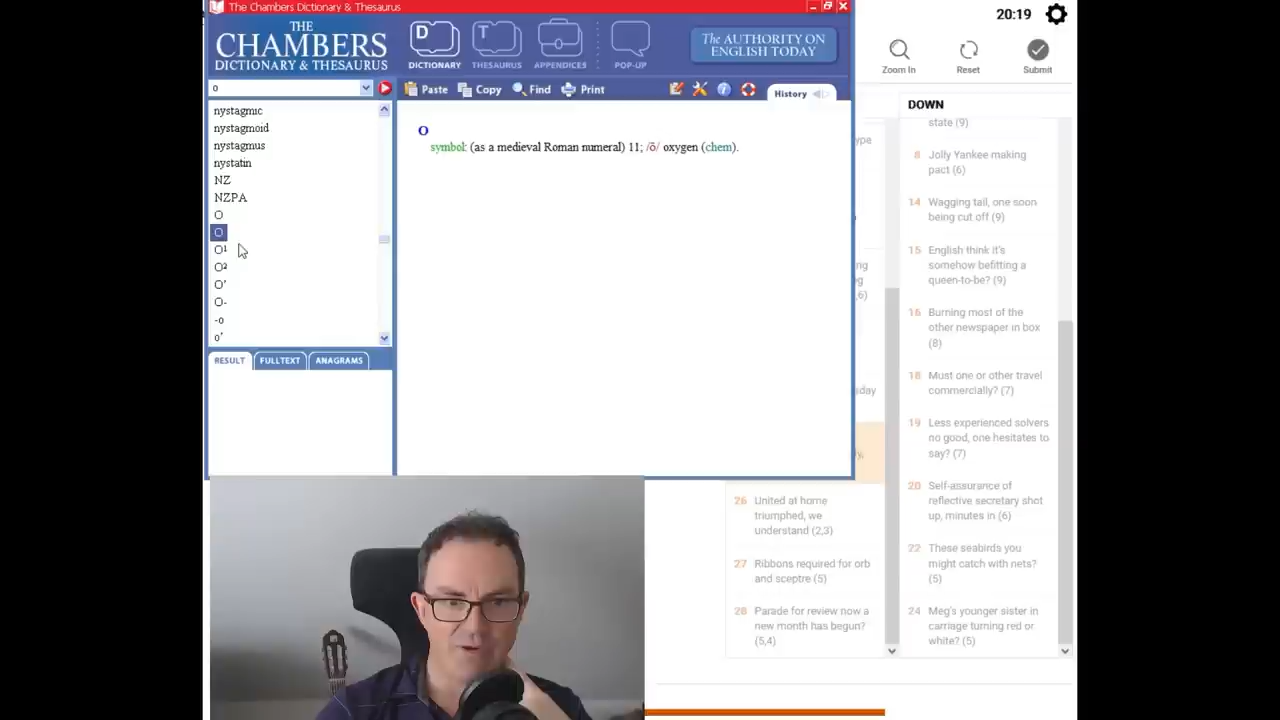 The Chambers Dictionary & Thesaurus
THE
CHAMBERS
DICTIONARY & THESAURUS
D
DICTIONARY
T
THESAURUS
APPENDICES
POP-UP
The AUTHORITY ON
ENGLISH TODAY
20:19
Zoom In
Reset
Submit
o
Paste
Copy
Find
Print
History
nystagmic
nystagmoid
nystagmus
nystatin
NZ
NZPA
O
O
O¹
O²
O'
O-
-o
o'
RESULT
FULLTEXT
ANAGRAMS
O
symbol: (as a medieval Roman numeral) 11; /ō/ oxygen (chem).
ype
ing
eg
,6)
day
y,
26 United at home
triumphed, we
understand (2,3)
27 Ribbons required for orb
and sceptre (5)
28 Parade for review now a
new month has begun?
(5,4)
DOWN
state (9)
8 Jolly Yankee making
pact (6)
14 Wagging tail, one soon
being cut off (9)
15 English think it's
somehow befitting a
queen-to-be? (9)
16 Burning most of the
other newspaper in box
(8)
18 Must one or other travel
commercially? (7)
19 Less experienced solvers
no good, one hesitates to
say? (7)
20 Self-assurance of
reflective secretary shot
up, minutes in (6)
22 These seabirds you
might catch with nets?
(5)
24 Meg's younger sister in
carriage turning red or
white? (5)